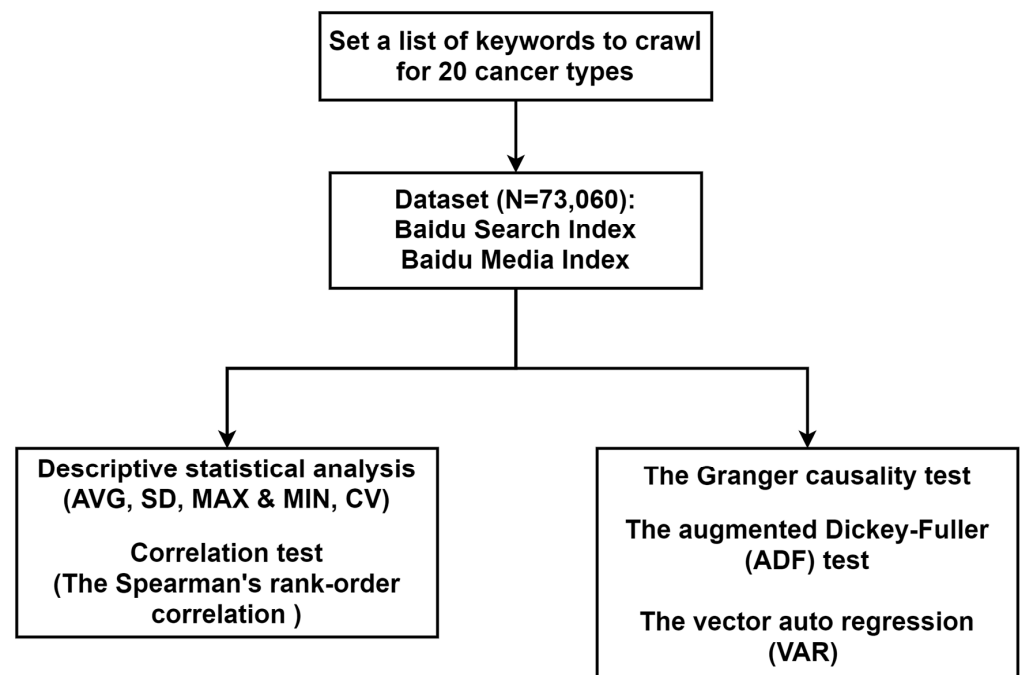 Set a list of keywords to crawl
for 20 cancer types
Dataset (N=73,060):
Baidu Search Index
Baidu Media Index
Descriptive statistical analysis
(AVG, SD, MAX & MIN, CV)
Correlation test
(The Spearman's rank-order
correlation )
The Granger causality test
The augmented Dickey-Fuller
(ADF) test
The vector auto regression
(VAR)